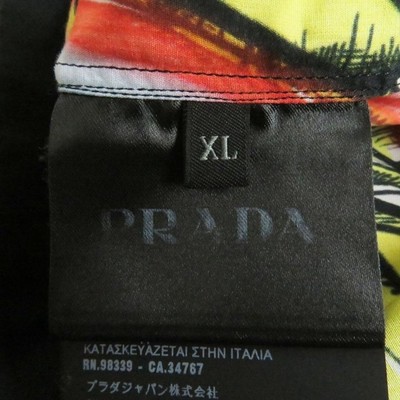 XL
PRADA
ΚΑΤΑΣΚΕΥΆΖΕΤΑΙ ΣΤΗΝ ΙΤΑΛΙΑ
RN.98339 - CA.34767
プラダジャパン株式会社